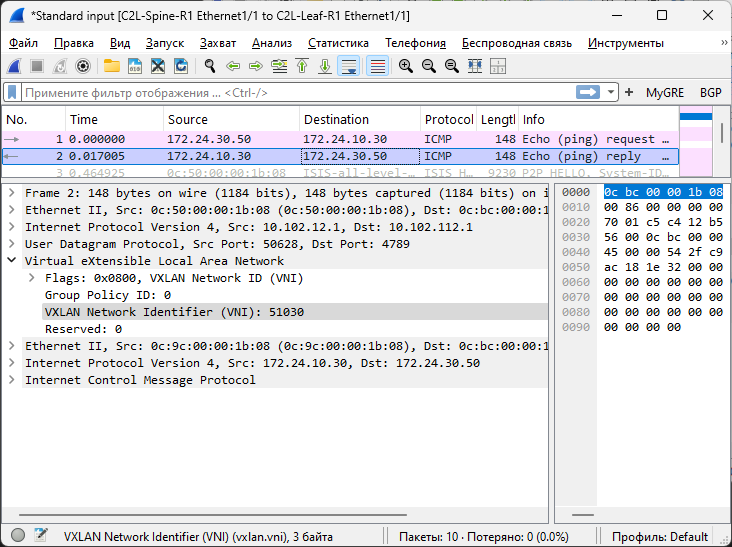 *Standard input [C2L-Spine-R1 Ethernet1/1 to C2L-Leaf-R1 Ethernet1/1]
Файл Правка Вид Запуск Захват Анализ Статистика Телефония Беспроводная связь Инструменты »
Примените фильтр отображения ... <Ctrl-/> + MyGRE BGP
No. Time Source Destination Protocol Lengtl Info
1 0.000000 172.24.30.50 172.24.10.30 ICMP 148 Echo (ping) request …
2 0.017005 172.24.10.30 172.24.30.50 ICMP 148 Echo (ping) reply …
3 0.464925 0c:50:00:00:1b:08 ISIS-all-level-… ISIS H… 9230 P2P HELLO, System-ID…
Frame 2: 148 bytes on wire (1184 bits), 148 bytes captured (1184 bits) on i
Ethernet II, Src: 0c:50:00:00:1b:08 (0c:50:00:00:1b:08), Dst: 0c:bc:00:00:1
Internet Protocol Version 4, Src: 10.102.12.1, Dst: 10.102.112.1
User Datagram Protocol, Src Port: 50628, Dst Port: 4789
Virtual eXtensible Local Area Network
Flags: 0x0800, VXLAN Network ID (VNI)
Group Policy ID: 0
VXLAN Network Identifier (VNI): 51030
Reserved: 0
Ethernet II, Src: 0c:9c:00:00:1b:08 (0c:9c:00:00:1b:08), Dst: 0c:bc:00:00:1
Internet Protocol Version 4, Src: 172.24.10.30, Dst: 172.24.30.50
Internet Control Message Protocol
0000 0c bc 00 00 1b 08
0010 00 86 00 00 00 00
0020 70 01 c5 c4 12 b5
0030 56 00 0c bc 00 00
0040 45 00 00 54 2f c9
0050 ac 18 1e 32 00 00
0060 00 00 00 00 00 00
0070 00 00 00 00 00 00
0080 00 00 00 00 00 00
0090 00 00 00 00
VXLAN Network Identifier (VNI) (vxlan.vni), 3 байта Пакеты: 10 · Потеряно: 0 (0.0%) Профиль: Default